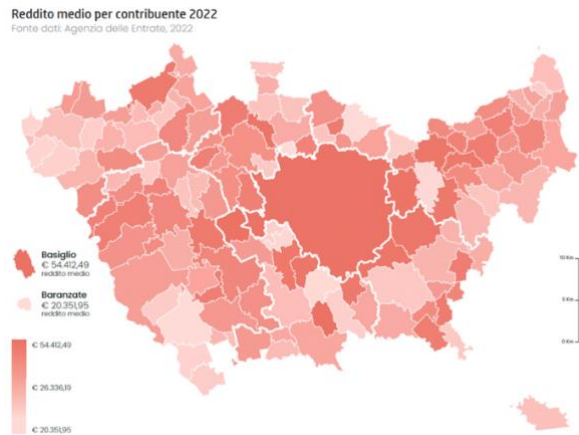 Reddito medio per contribuente 2022
Fonte dati: Agenzia delle Entrate, 2022
Basiglio
€ 54.412,49
reddito medio
Baranzate
€ 20.351,95
reddito medio
€ 54.412,49
€ 26.336,19
€ 20.351,95
10 Km
5 Km
0 Km